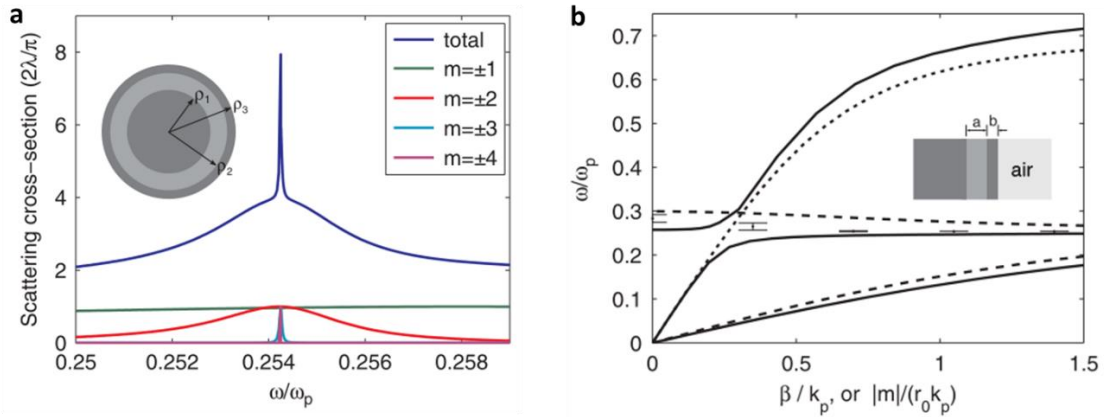 a
Scattering cross-section (2λ/π)
8
6
4
2
0
0.25
0.252
0.254
0.256
0.258
ω/ωp
total
m=±1
m=±2
m=±3
m=±4
ρ1
ρ3
ρ2
b
ω/ωp
0.7
0.6
0.5
0.4
0.3
0.2
0.1
0
0
0.5
1
1.5
β / kp, or |m|/(r0kp)
a
b
air